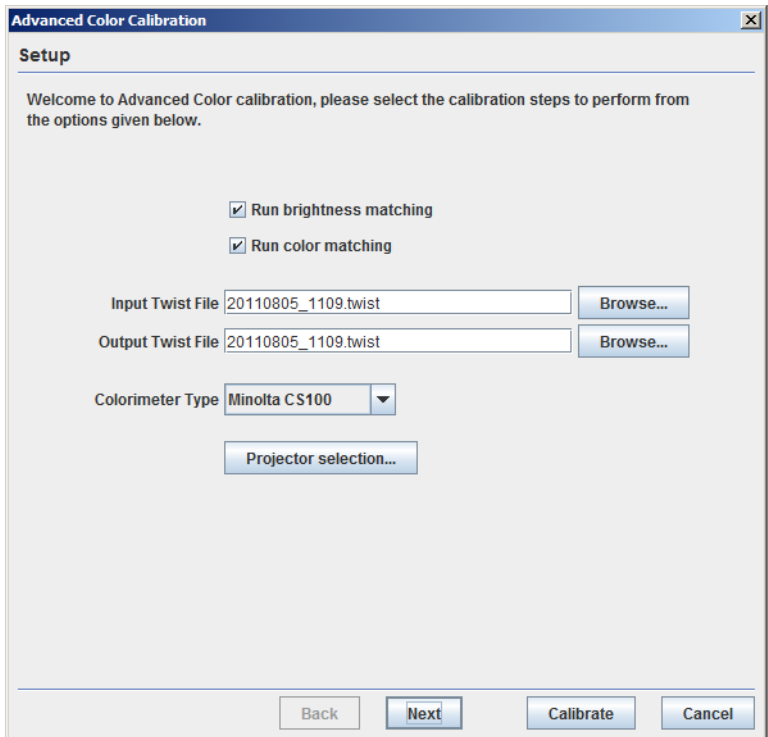 Advanced Color Calibration
Setup
Welcome to Advanced Color calibration, please select the calibration steps to perform from
the options given below.
Run brightness matching
Run color matching
Input Twist File 20110805_1109.twist Browse...
Output Twist File 20110805_1109.twist Browse...
Colorimeter Type Minolta CS100
Projector selection...
Back Next Calibrate Cancel